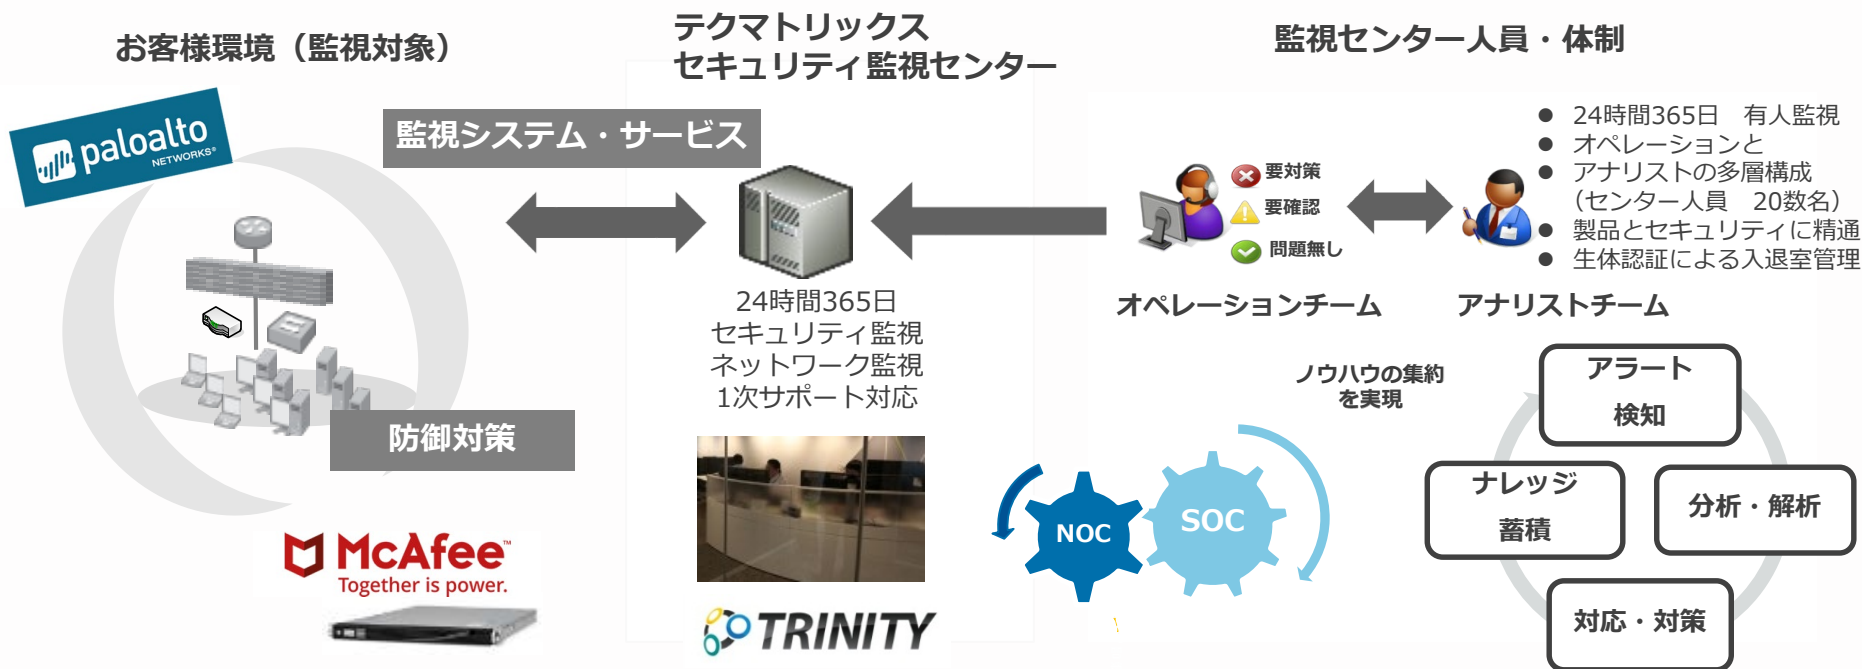 お客様環境（監視対象）
テクマトリックス
セキュリティ監視センター
監視センター人員・体制
paloalto
NETWORKS®
監視システム・サービス
防御対策
McAfee™
Together is power.
24時間365日
セキュリティ監視
ネットワーク監視
1次サポート対応
TRINITY
要対策
要確認
問題無し
オペレーションチーム
アナリストチーム
● 24時間365日　有人監視
● オペレーションと
● アナリストの多層構成
（センター人員　20数名）
● 製品とセキュリティに精通
● 生体認証による入退室管理
ノウハウの集約
を実現
NOC
SOC
アラート
検知
分析・解析
対応・対策
ナレッジ
蓄積